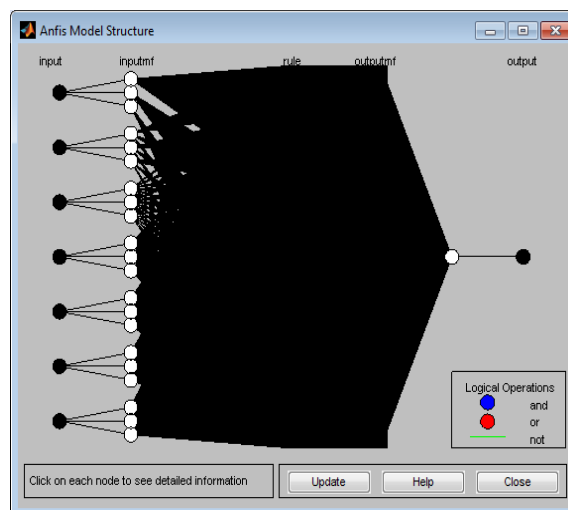 Anfis Model Structure
input inputmf rule outputmf output
Logical Operations
and
or
not
Click on each node to see detailed information
Update Help Close